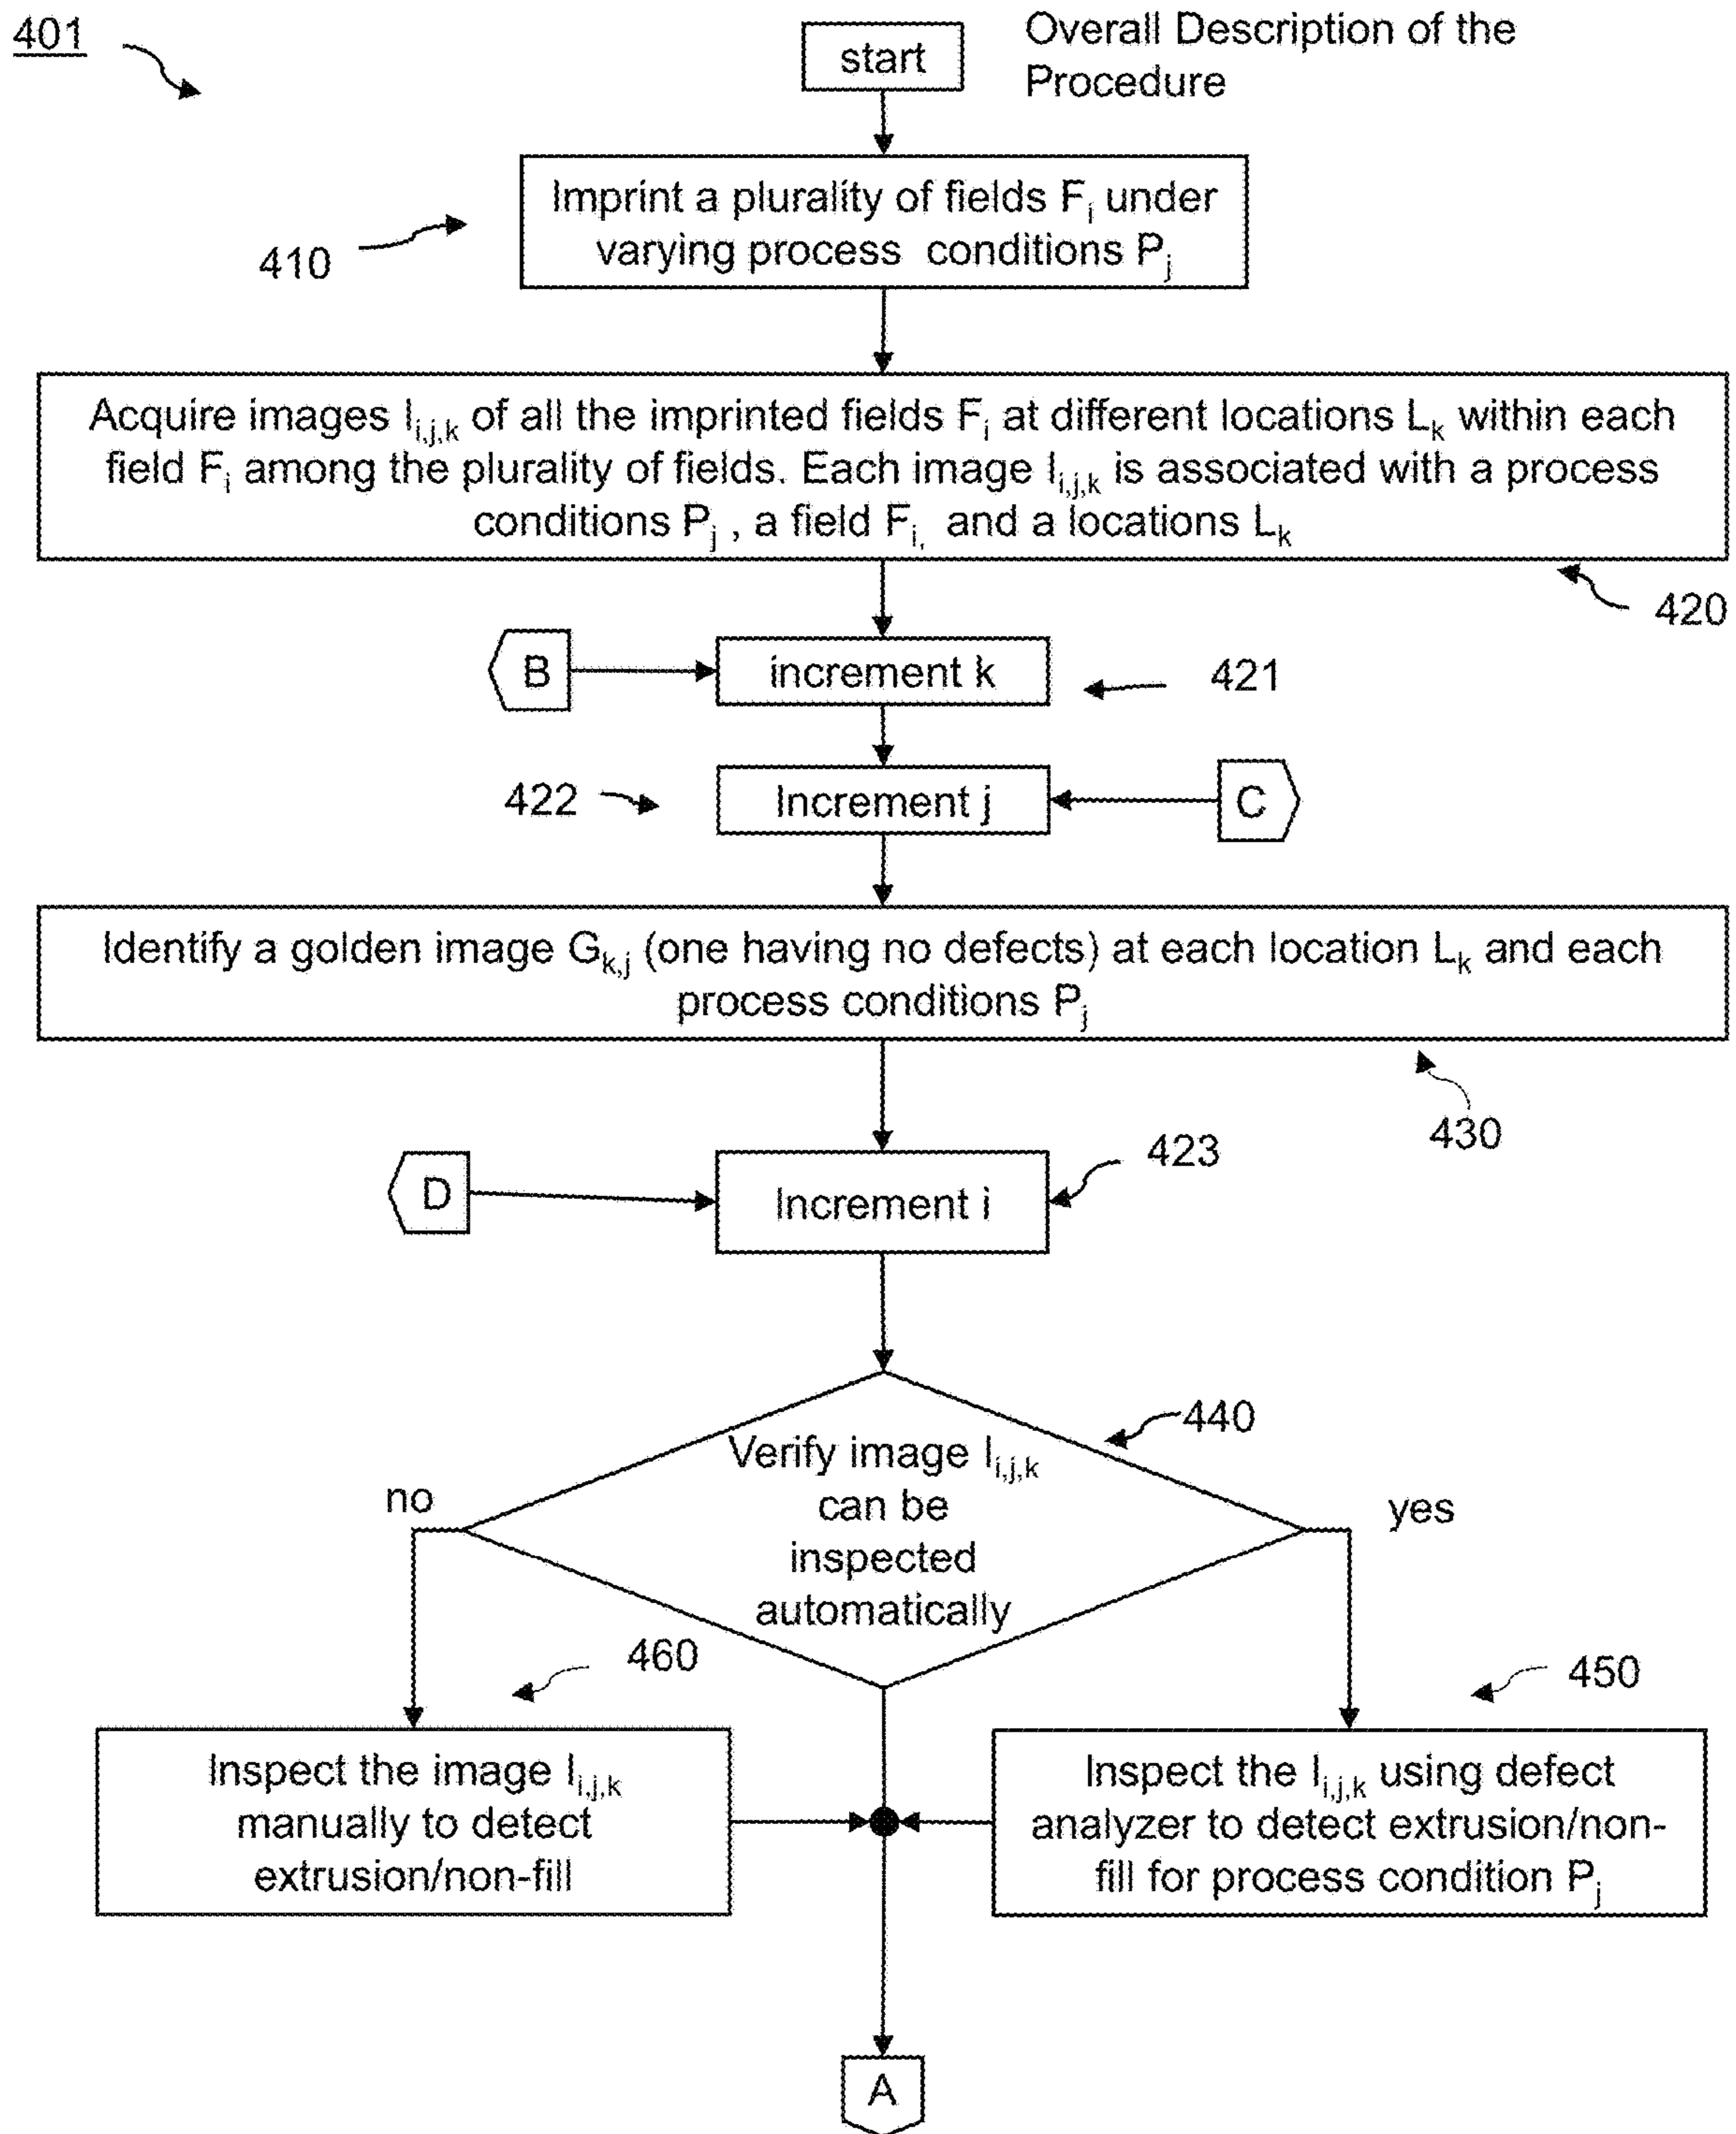 401
start
Overall Description of the
Procedure
Imprint a plurality of fields Fi under
varying process conditions Pj
410
Acquire images Ii,j,k of all the imprinted fields Fi at different locations Lk within each
field Fi among the plurality of fields. Each image Ii,j,k is associated with a process
conditions Pj , a field Fi, and a locations Lk
420
B
increment k
421
422
Increment j
C
Identify a golden image Gk,j (one having no defects) at each location Lk and each
process conditions Pj
430
D
Increment i
423
440
Verify image Ii,j,k
can be
inspected
automatically
no
yes
460
450
Inspect the image Ii,j,k
manually to detect
extrusion/non-fill
Inspect the Ii,j,k using defect
analyzer to detect extrusion/non-
fill for process condition Pj
A